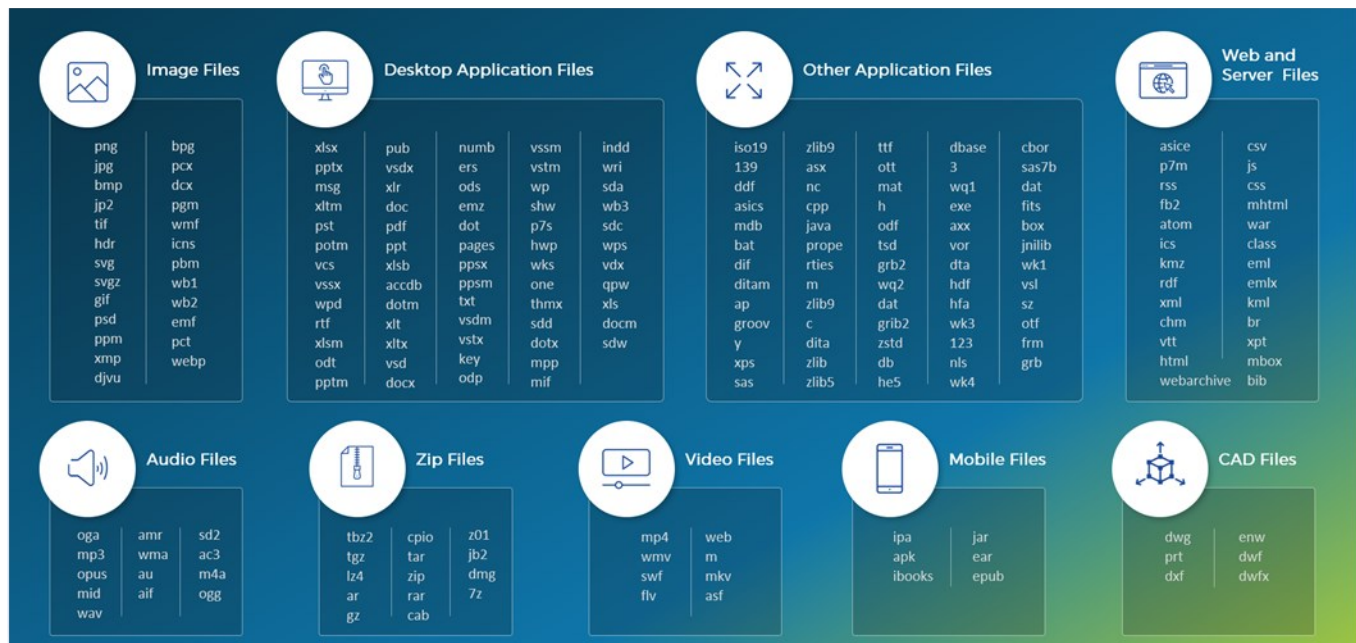 Image Files
png
jpg
bmp
jp2
tif
hdr
svg
svgz
gif
psd
ppm
xmp
djvu
bpg
pcx
dcx
pgm
wmf
icns
pbm
wb1
wb2
emf
pct
webp
Desktop Application Files
xlsx
pptx
msg
xltm
pst
potm
vcs
vssx
wpd
rtf
xlsm
odt
pptm
pub
vsdx
xlr
doc
pdf
ppt
xlsb
accdb
dotm
xlt
xltx
vsd
docx
numb
ers
ods
emz
dot
pages
ppsx
ppsm
txt
vsdm
vstx
key
odp
vssm
vstm
wp
shw
p7s
hwp
wks
one
thmx
sdd
dotx
mpp
mif
indd
wri
sda
wb3
sdc
wps
vdx
qpw
xls
docm
sdw
Other Application Files
iso19
139
ddf
asics
mdb
bat
dif
ditam
ap
groov
y
xps
sas
zlib9
asx
nc
cpp
java
prope
rties
m
zlib9
c
dita
zlib
zlib5
ttf
ott
mat
h
odf
tsd
grb2
wq2
dat
grib2
zstd
db
he5
dbase
3
wq1
exe
axx
vor
dta
hdf
hfa
wk3
123
nls
wk4
cbor
sas7b
dat
fits
box
jnilib
wk1
vsl
sz
otf
frm
grb
Web and
Server Files
asice
p7m
rss
fb2
atom
ics
kmz
rdf
xml
chm
vtt
html
webarchive
csv
js
css
mhtml
war
class
eml
emlx
kml
br
xpt
mbox
bib
Audio Files
oga
mp3
opus
mid
wav
amr
wma
au
aif
sd2
ac3
m4a
ogg
Zip Files
tbz2
tgz
lz4
ar
gz
cpio
tar
zip
rar
cab
z01
jb2
dmg
7z
Video Files
mp4
wmv
swf
flv
web
m
mkv
asf
Mobile Files
ipa
apk
ibooks
jar
ear
epub
CAD Files
dwg
prt
dxf
enw
dwf
dwfx